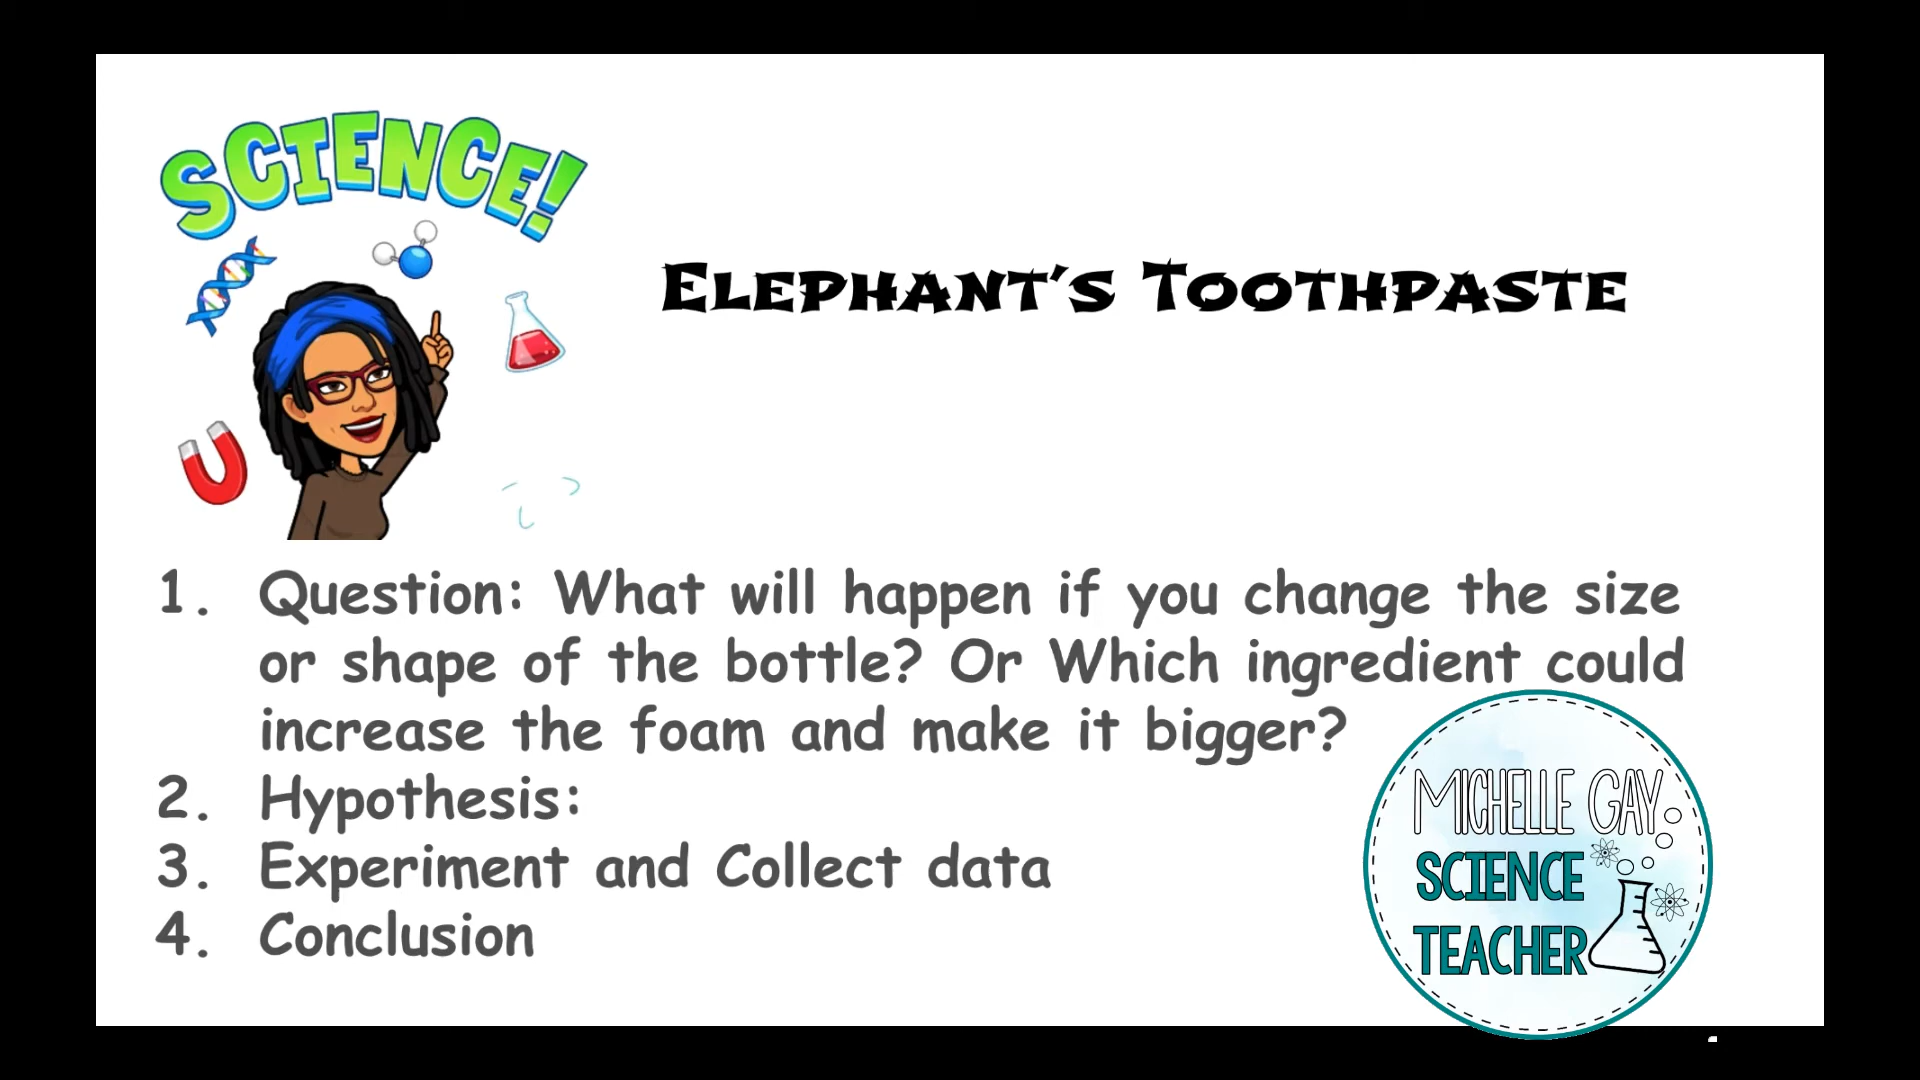 SCIENCE!
ELEPHANT'S TOOTHPASTE
1. Question: What will happen if you change the size
or shape of the bottle? Or Which ingredient could
increase the foam and make it bigger?
2. Hypothesis:
3. Experiment and Collect data
4. Conclusion
MICHELLE GAY
SCIENCE
TEACHER